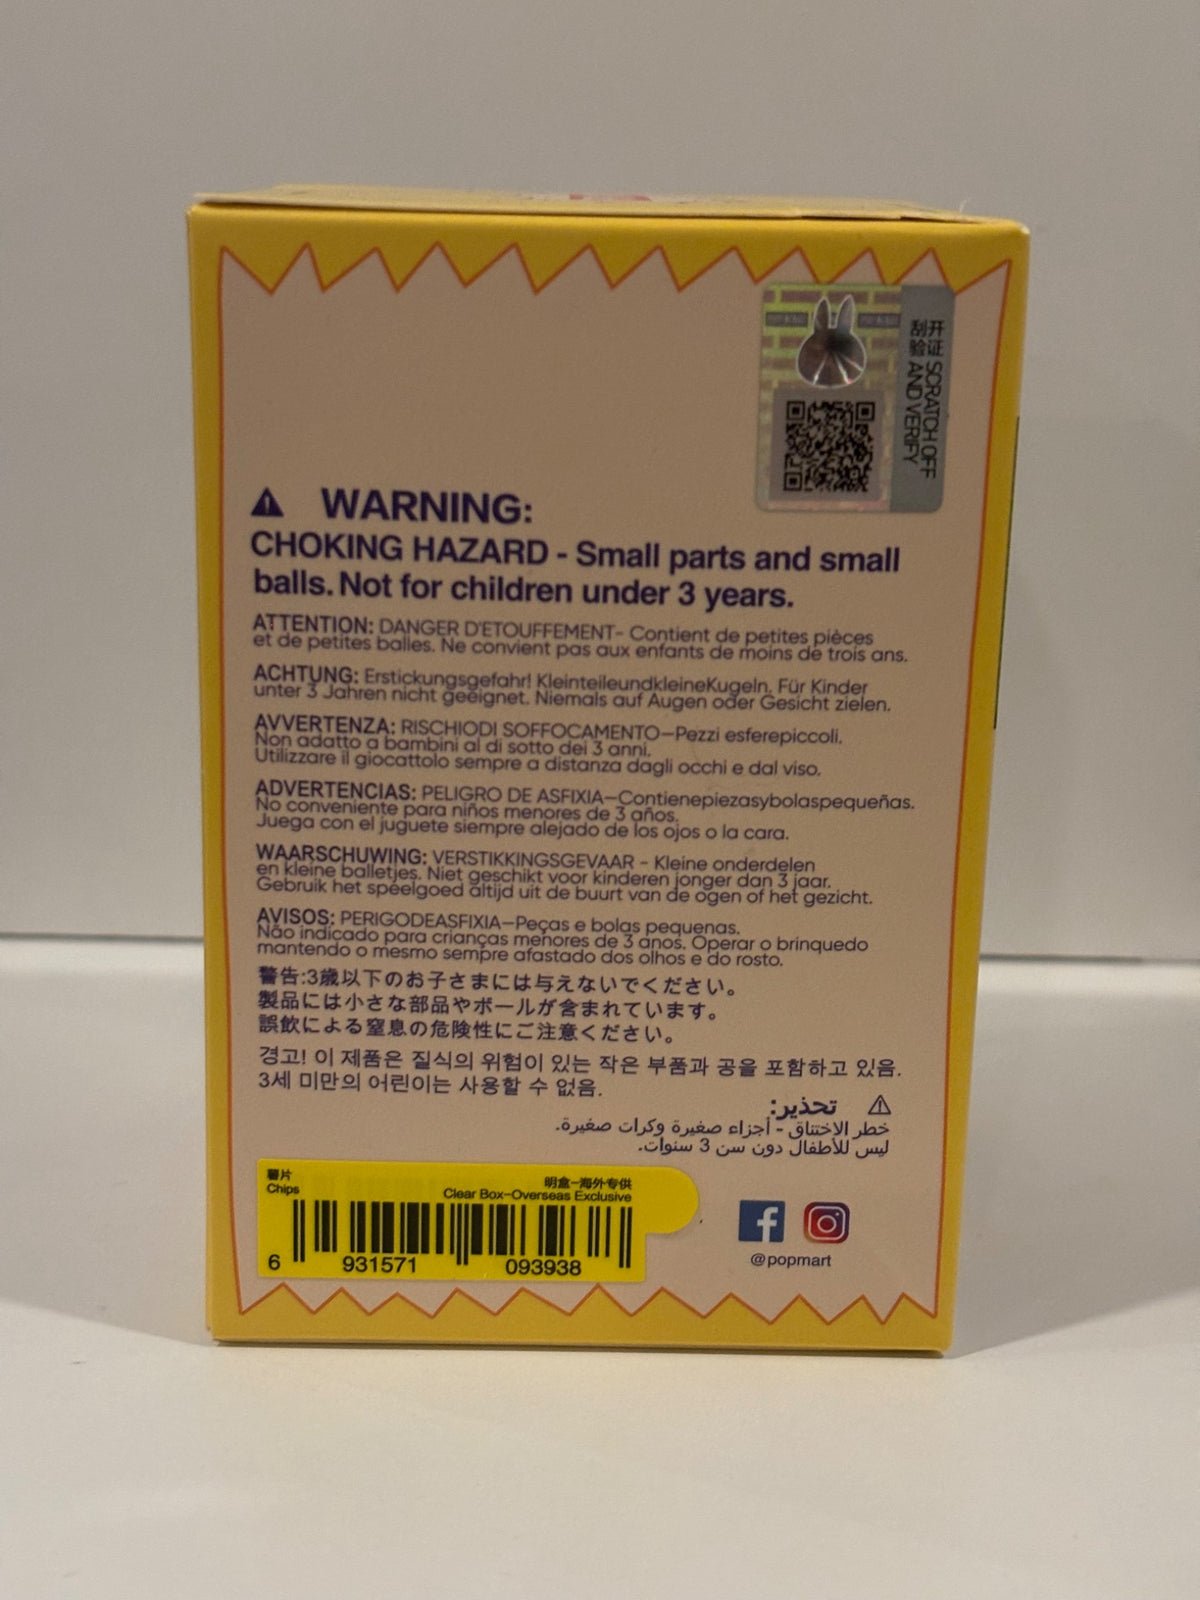 刮开
验证
SCRATCH OFF
AND VERIFY
WARNING:
CHOKING HAZARD - Small parts and small
balls. Not for children under 3 years.
ATTENTION: DANGER D'ETOUFFEMENT- Contient de petites pièces
et de petites balles. Ne convient pas aux enfants de moins de trois ans.
ACHTUNG: Erstickungsgefahr! KleinteileundkleineKugeln. Für Kinder
unter 3 Jahren nicht geeignet. Niemals auf Augen oder Gesicht zielen.
AVVERTENZA: RISCHIODI SOFFOCAMENTO—Pezzi esferepiccoli.
Non adatto a bambini al di sotto dei 3 anni.
Utilizzare il giocattolo sempre a distanza dagli occhi e dal viso.
ADVERTENCIAS: PELIGRO DE ASFIXIA—Contienepiezasybolaspequeñas.
No conveniente para niños menores de 3 años.
Juega con el juguete siempre alejado de los ojos o la cara.
WAARSCHUWING: VERSTIKKINGSGEVAAR - Kleine onderdelen
en kleine balletjes. Niet geschikt voor kinderen jonger dan 3 jaar.
Gebruik het speelgoed altijd uit de buurt van de ogen of het gezicht.
AVISOS: PERIGODEASFIXIA—Peças e bolas pequenas.
Não indicado para crianças menores de 3 anos. Operar o brinquedo
mantendo o mesmo sempre afastado dos olhos e do rosto.
警告:3歳以下のお子さまには与えないでください。
製品には小さな部品やボールが含まれています。
誤飲による窒息の危険性にご注意ください。
경고! 이 제품은 질식의 위험이 있는 작은 부품과 공을 포함하고 있음.
3세 미만의 어린이는 사용할 수 없음.
تحذير:
خطر الاختناق - أجزاء صغيرة وكرات صغيرة.
ليس للأطفال دون سن 3 سنوات.
薯片
Chips
明盒-海外专供
Clear Box-Overseas Exclusive
6 931571 093938
@popmart